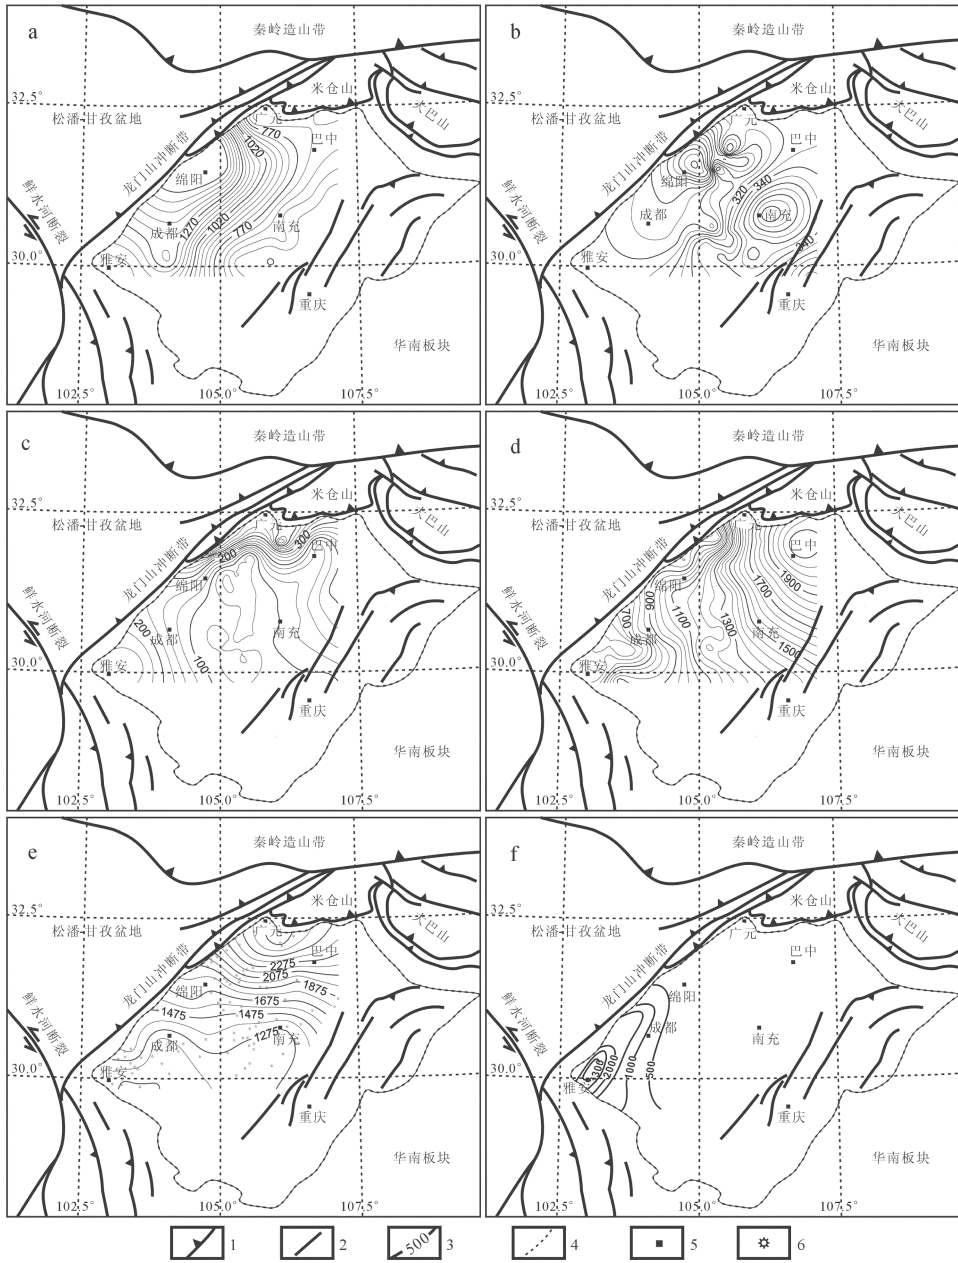 a
秦岭造山带
米仓山
32.5°
松潘-甘孜盆地
广元
大巴山
770
1020
巴中
龙门山冲断带
绵阳
鲜水河断裂
成都
1270
1020
770
南充
30.0°
雅安
重庆
华南板块
102.5°
105.0°
107.5°
b
秦岭造山带
米仓山
32.5°
松潘-甘孜盆地
广元
大巴山
巴中
龙门山冲断带
绵阳
340
320
鲜水河断裂
成都
南充
340
30.0°
雅安
重庆
华南板块
102.5°
105.0°
107.5°
c
秦岭造山带
米仓山
32.5°
松潘-甘孜盆地
广元
大巴山
300
200
巴中
龙门山冲断带
绵阳
鲜水河断裂
200
成都
南充
100
30.0°
雅安
重庆
华南板块
102.5°
105.0°
107.5°
d
秦岭造山带
米仓山
32.5°
松潘-甘孜盆地
广元
大巴山
巴中
龙门山冲断带
绵阳
1700
1900
900
700
1100
1300
鲜水河断裂
成都
南充
1500
30.0°
雅安
重庆
华南板块
102.5°
105.0°
107.5°
e
秦岭造山带
米仓山
32.5°
松潘-甘孜盆地
广元
大巴山
巴中
龙门山冲断带
2275
2075
1875
绵阳
1675
1475
1475
1275
鲜水河断裂
成都
南充
30.0°
雅安
重庆
华南板块
102.5°
105.0°
107.5°
f
秦岭造山带
米仓山
32.5°
松潘-甘孜盆地
广元
大巴山
巴中
龙门山冲断带
绵阳
鲜水河断裂
成都
南充
30.0°
雅安
2000
1000
500
重庆
华南板块
102.5°
105.0°
107.5°
1
2
500
3
4
5
6